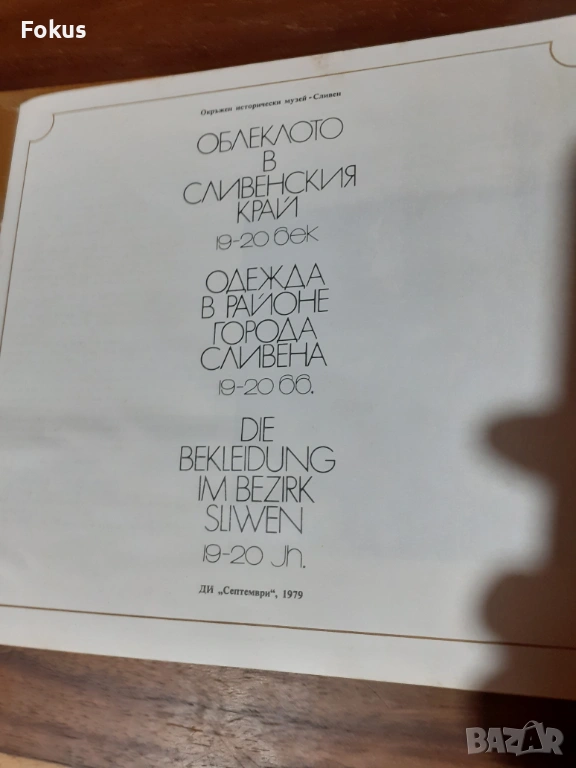 Fokus
Окръжен исторически музей - Сливен
ОБЛЕКЛОТО
В
СЛИВЕНСКИЯ
КРАЙ
19-20 век
ОДЕЖДА
В РАЙОНЕ
ГОРОДА
СЛИВЕНА
19-20 вв.
DIE
BEKLEIDUNG
IM BEZIRK
SLIWEN
19-20 Jh.
ДИ „Септември“, 1979
BAZAR